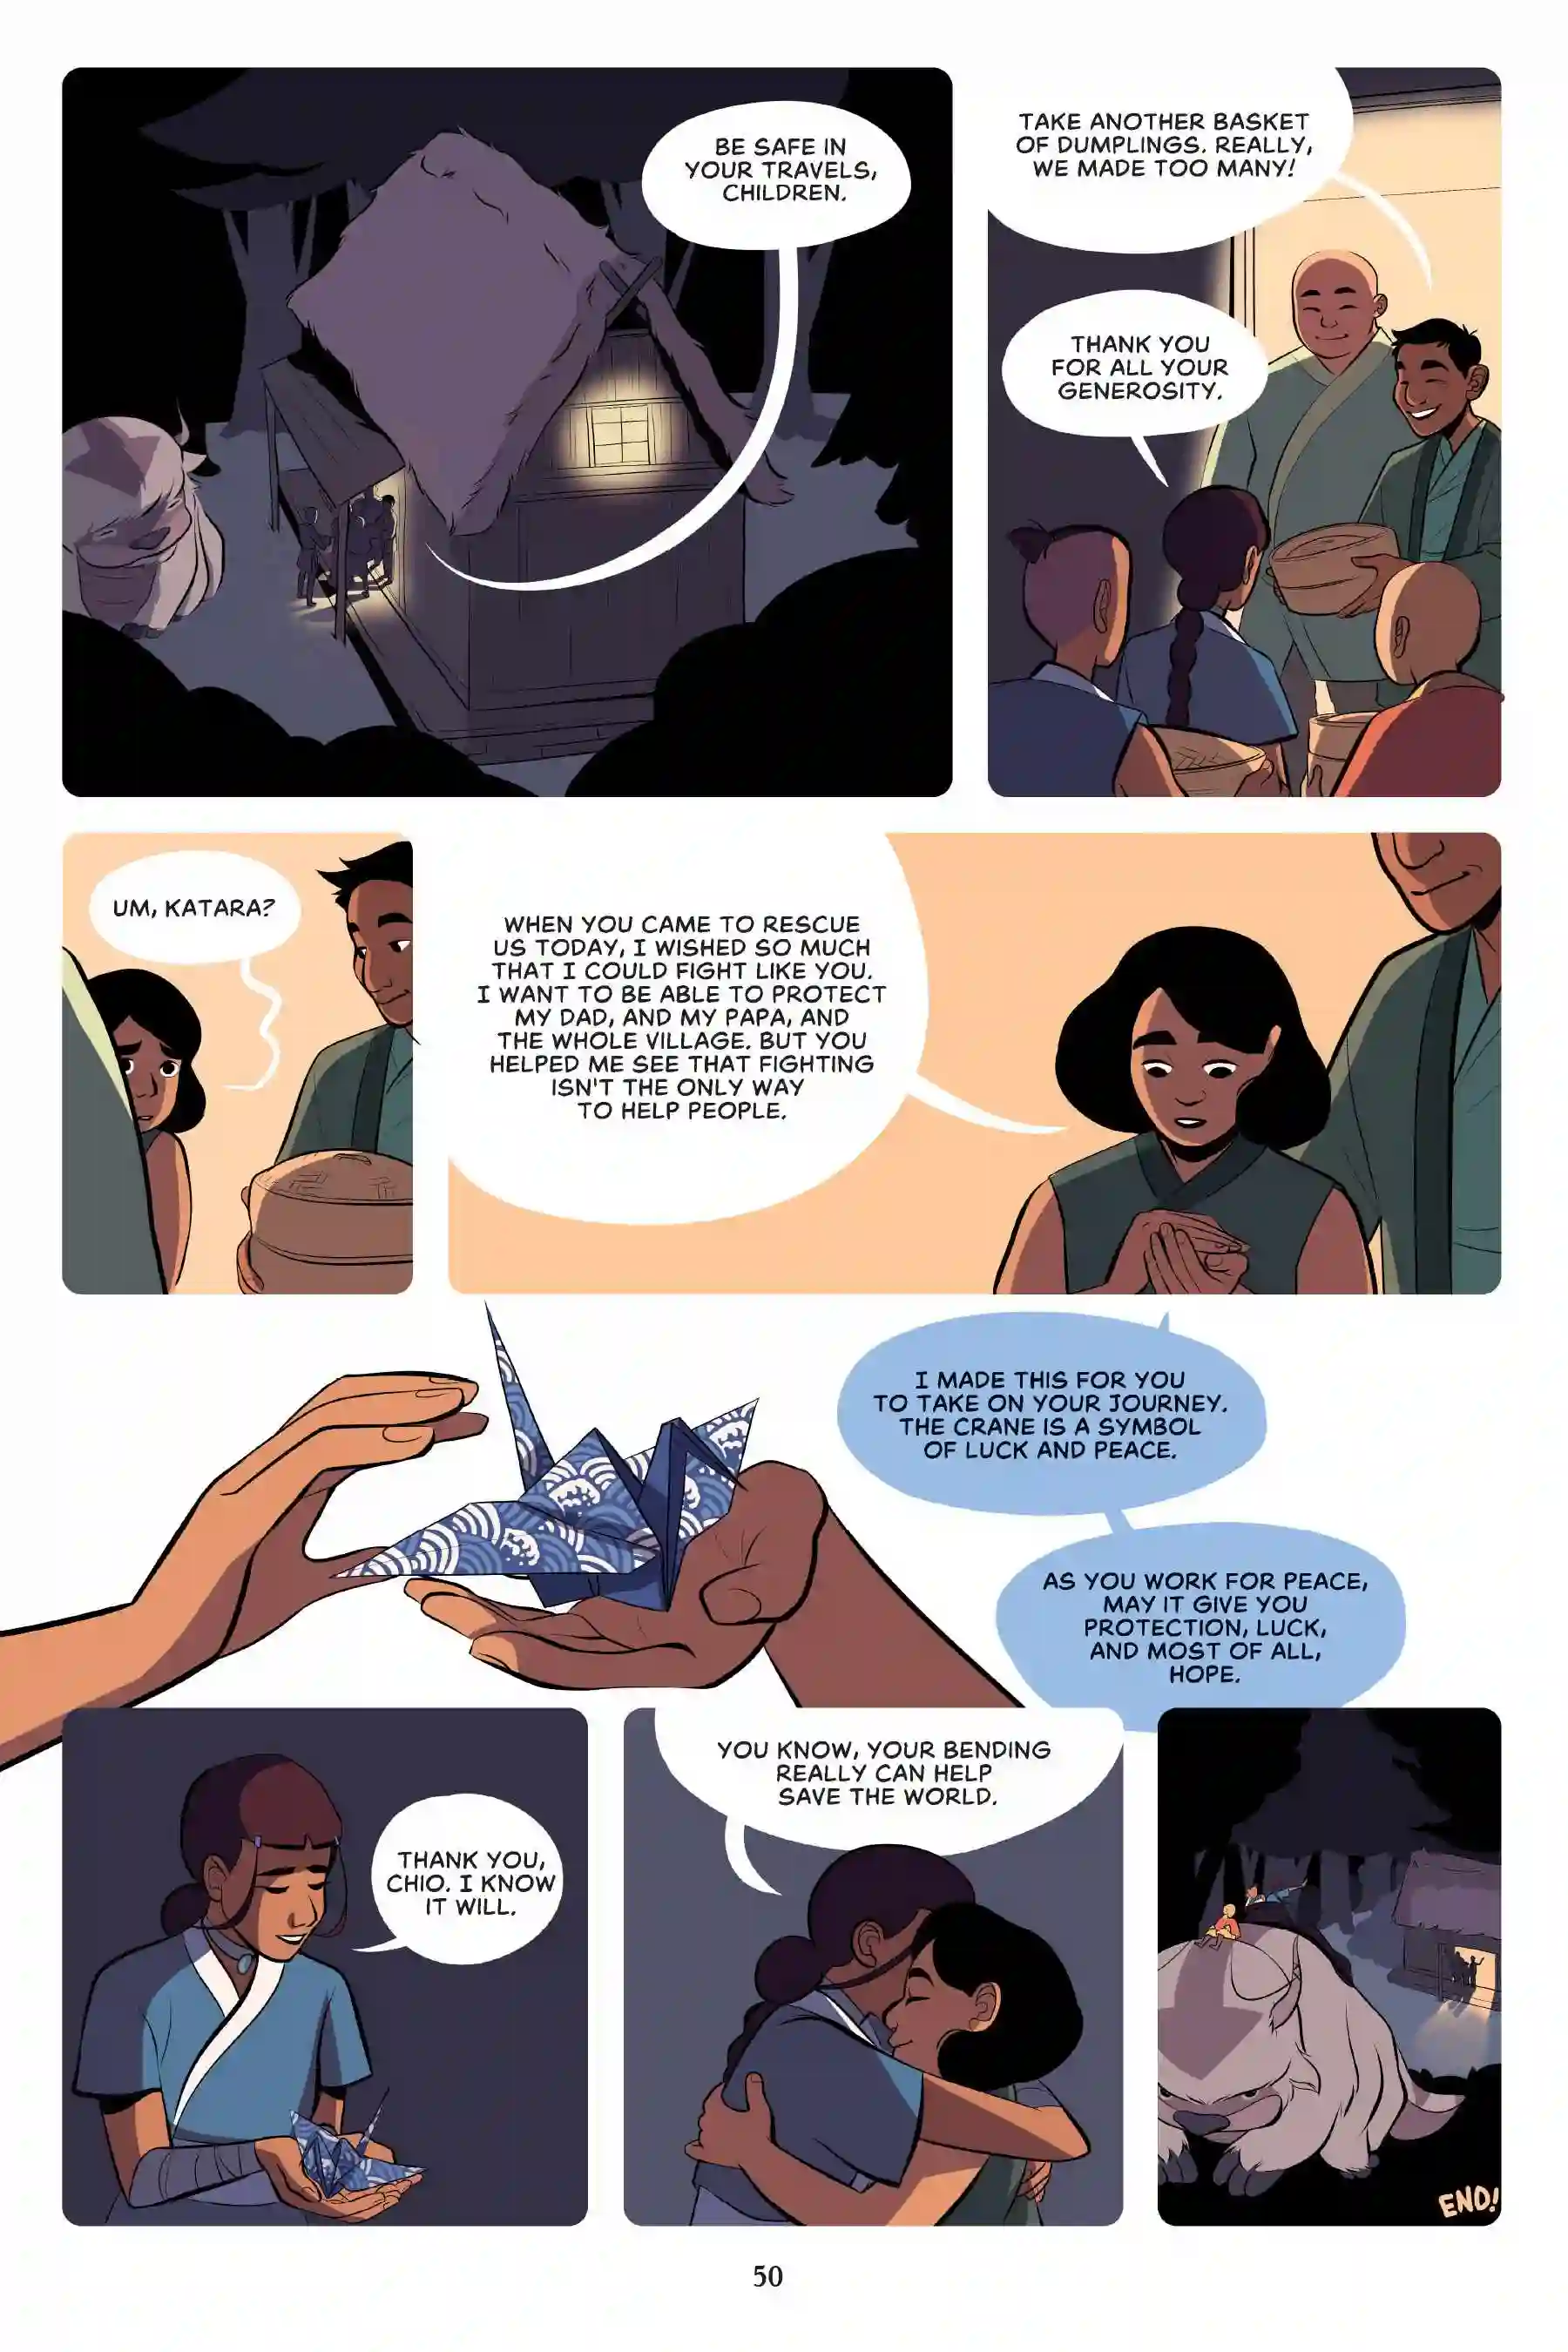 BE SAFE IN
YOUR TRAVELS,
CHILDREN.
TAKE ANOTHER BASKET
OF DUMPLINGS. REALLY,
WE MADE TOO MANY!
THANK YOU
FOR ALL YOUR
GENEROSITY.
UM, KATARA?
WHEN YOU CAME TO RESCUE
US TODAY, I WISHED SO MUCH
THAT I COULD FIGHT LIKE YOU.
I WANT TO BE ABLE TO PROTECT
MY DAD, AND MY PAPA, AND
THE WHOLE VILLAGE. BUT YOU
HELPED ME SEE THAT FIGHTING
ISN'T THE ONLY WAY
TO HELP PEOPLE.
I MADE THIS FOR YOU
TO TAKE ON YOUR JOURNEY.
THE CRANE IS A SYMBOL
OF LUCK AND PEACE.
AS YOU WORK FOR PEACE,
MAY IT GIVE YOU
PROTECTION, LUCK,
AND MOST OF ALL,
HOPE.
THANK YOU,
CHIO. I KNOW
IT WILL.
YOU KNOW, YOUR BENDING
REALLY CAN HELP
SAVE THE WORLD.
END!
50